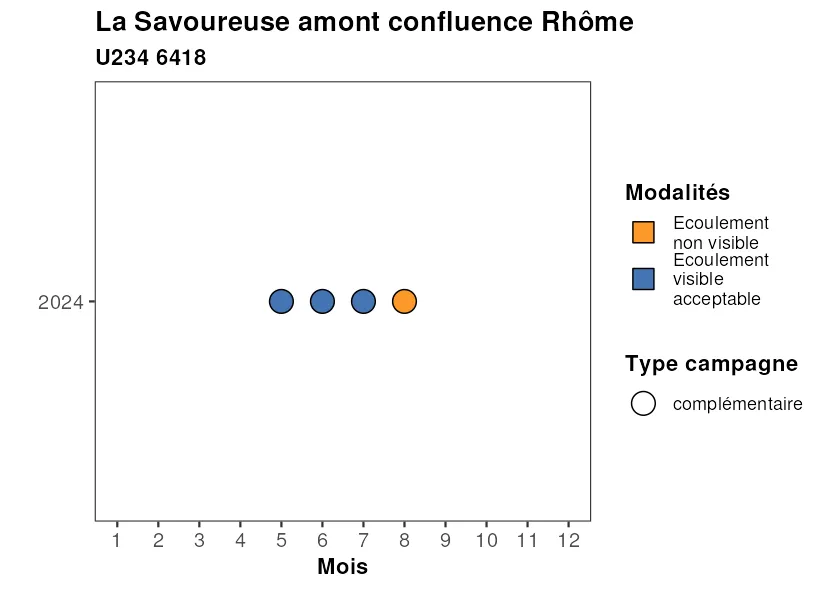 La Savoureuse amont confluence Rhôme
U234 6418
2024
1 2 3 4 5 6 7 8 9 10 11 12
Mois
Modalités
Ecoulement
non visible
Ecoulement
visible
acceptable
Type campagne
complémentaire